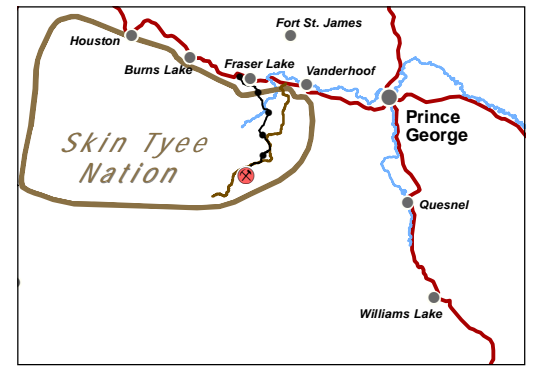 Fort St. James
Houston
Burns Lake
Fraser Lake
Vanderhoof
Prince
George
Skin Tyee
Nation
Quesnel
Williams Lake